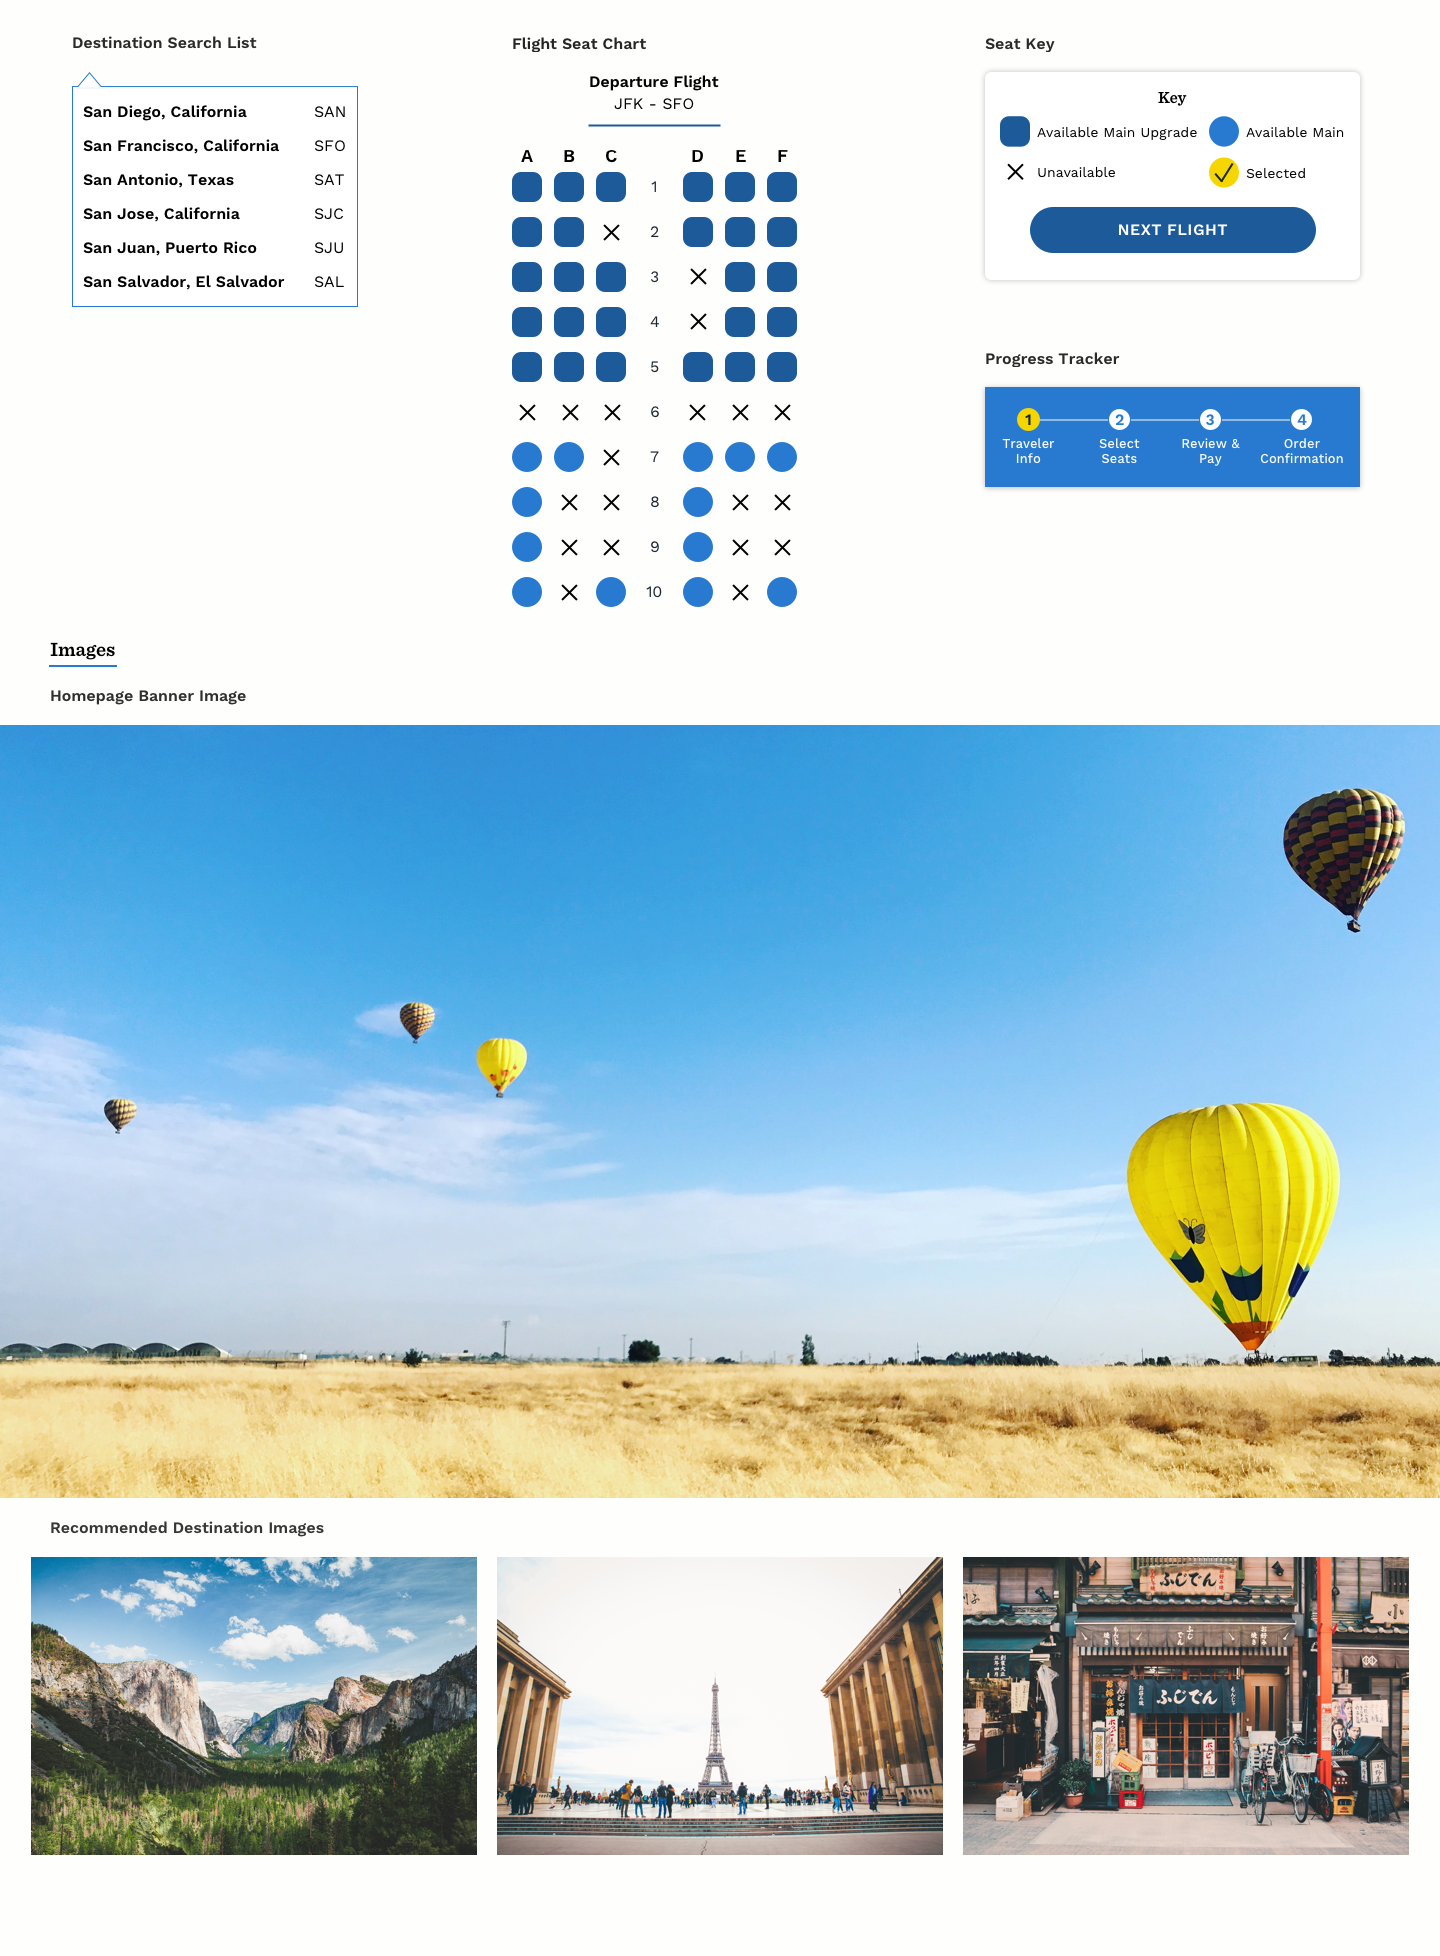 Destination Search List
San Diego, California SAN
San Francisco, California SFO
San Antonio, Texas SAT
San Jose, California SJC
San Juan, Puerto Rico SJU
San Salvador, El Salvador SAL
Flight Seat Chart
Departure Flight
JFK - SFO
A B C D E F
1
2
3
4
5
6
7
8
9
10
Seat Key
Key
Available Main Upgrade
Available Main
Unavailable
Selected
NEXT FLIGHT
Progress Tracker
1 2 3 4
Traveler Info
Select Seats
Review & Pay
Order Confirmation
Images
Homepage Banner Image
Recommended Destination Images
ふじでん
ふじでん
ふじでん